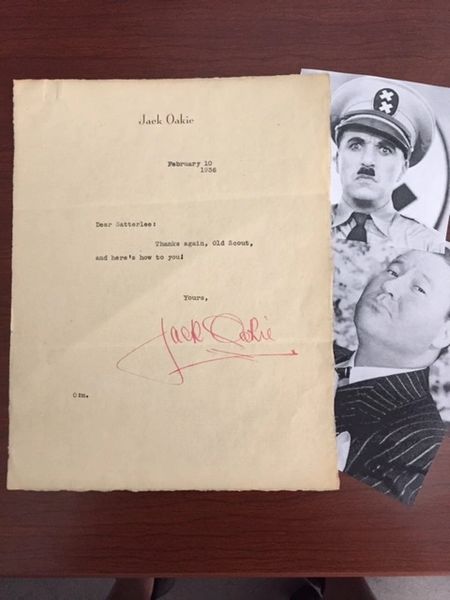 Jack Oakie
February 10
1936
Dear Satterlee:
Thanks again, Old Scout,
and here's how to you!
Yours,
Jack Oakie